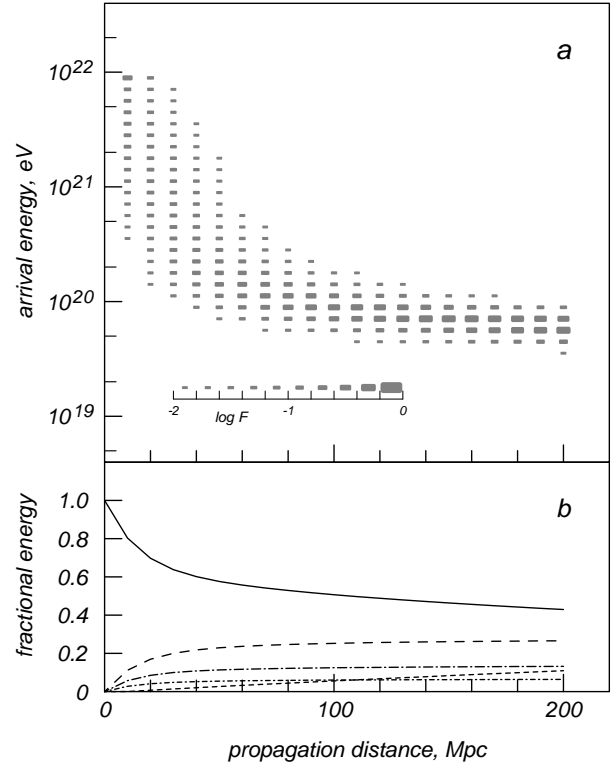 a
10^22
10^21
10^20
10^19
arrival energy, eV
-2 -1 0
log F
b
1.0
0.8
0.6
0.4
0.2
0
fractional energy
0 100 200
propagation distance, Mpc